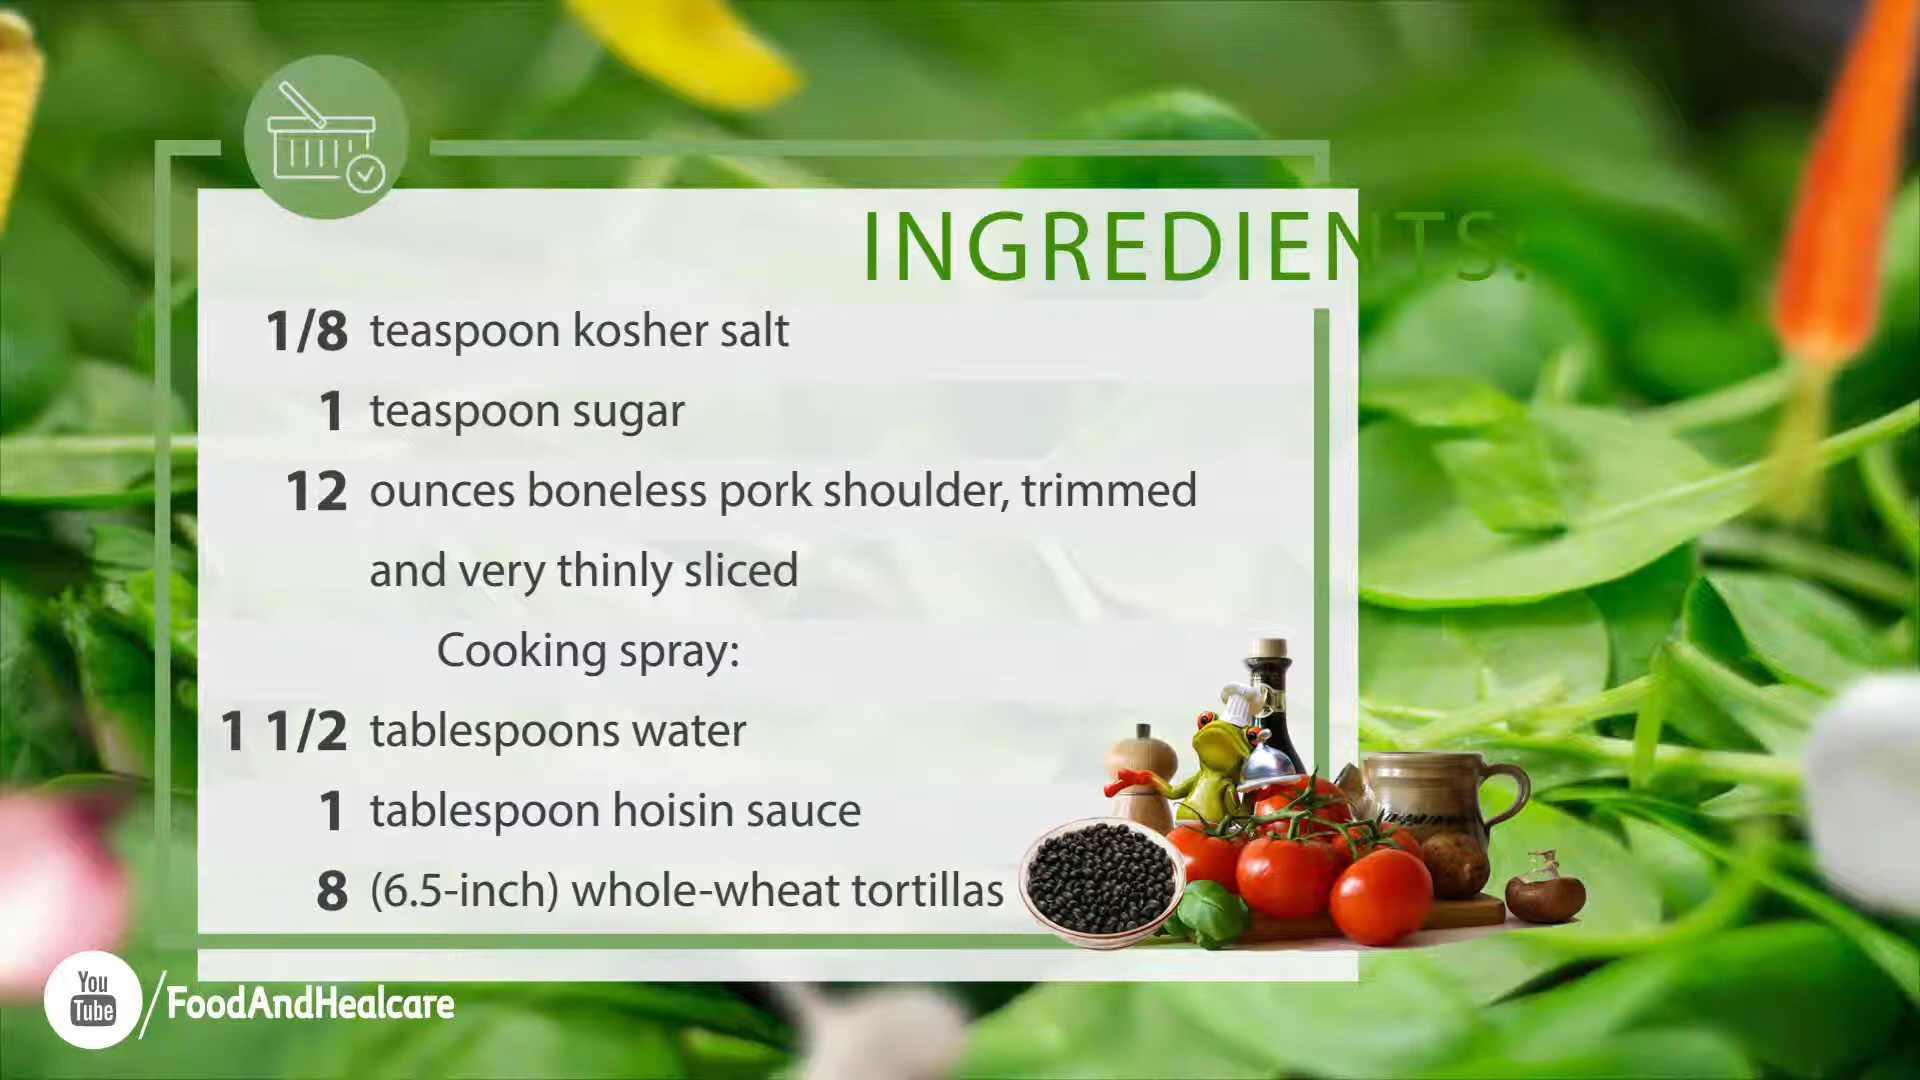 INGREDIENTS:
1/8 teaspoon kosher salt
1 teaspoon sugar
12 ounces boneless pork shoulder, trimmed
and very thinly sliced
Cooking spray:
1 1/2 tablespoons water
1 tablespoon hoisin sauce
8 (6.5-inch) whole-wheat tortillas
You
Tube
/FoodAndHealcare